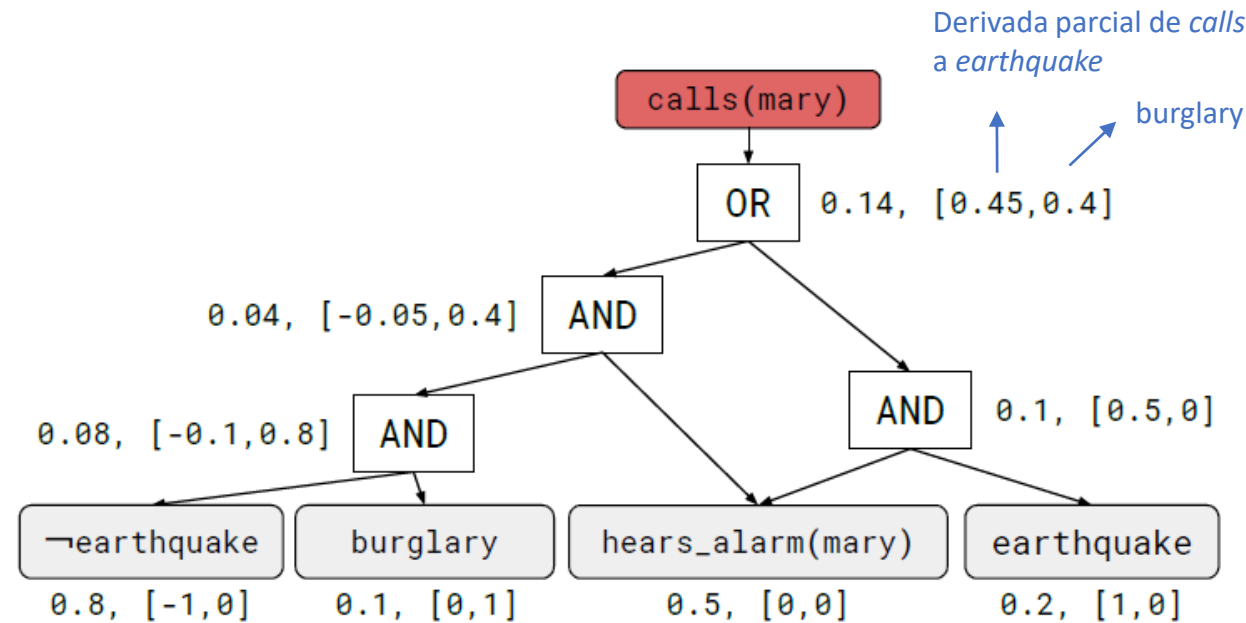 Derivada parcial de calls
a earthquake
burglary
calls(mary)
OR
0.14, [0.45,0.4]
0.04, [-0.05,0.4]
AND
AND
0.1, [0.5,0]
0.08, [-0.1,0.8]
AND
¬earthquake
burglary
hears_alarm(mary)
earthquake
0.8, [-1,0]
0.1, [0,1]
0.5, [0,0]
0.2, [1,0]